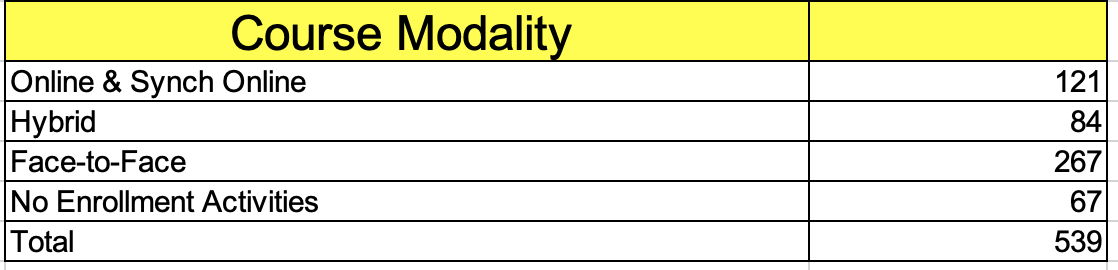 Course Modality
Online & Synch Online 121
Hybrid 84
Face-to-Face 267
No Enrollment Activities 67
Total 539